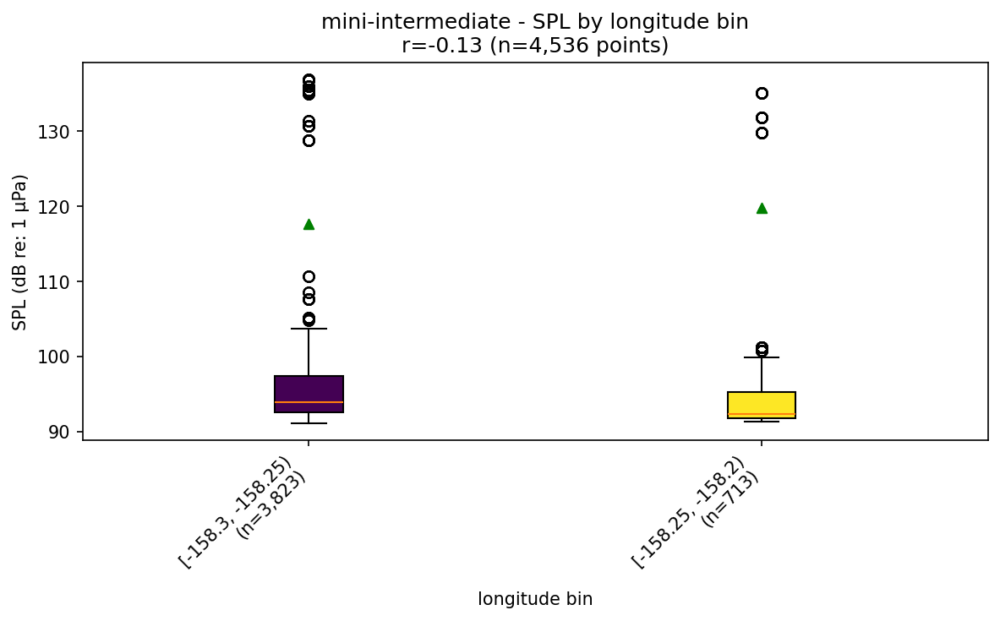 mini-intermediate - SPL by longitude bin
r=-0.13 (n=4,536 points)
SPL (dB re: 1 µPa)
130
120
110
100
90
[-158.3, -158.25)
(n=3,823)
[-158.25, -158.2)
(n=713)
longitude bin